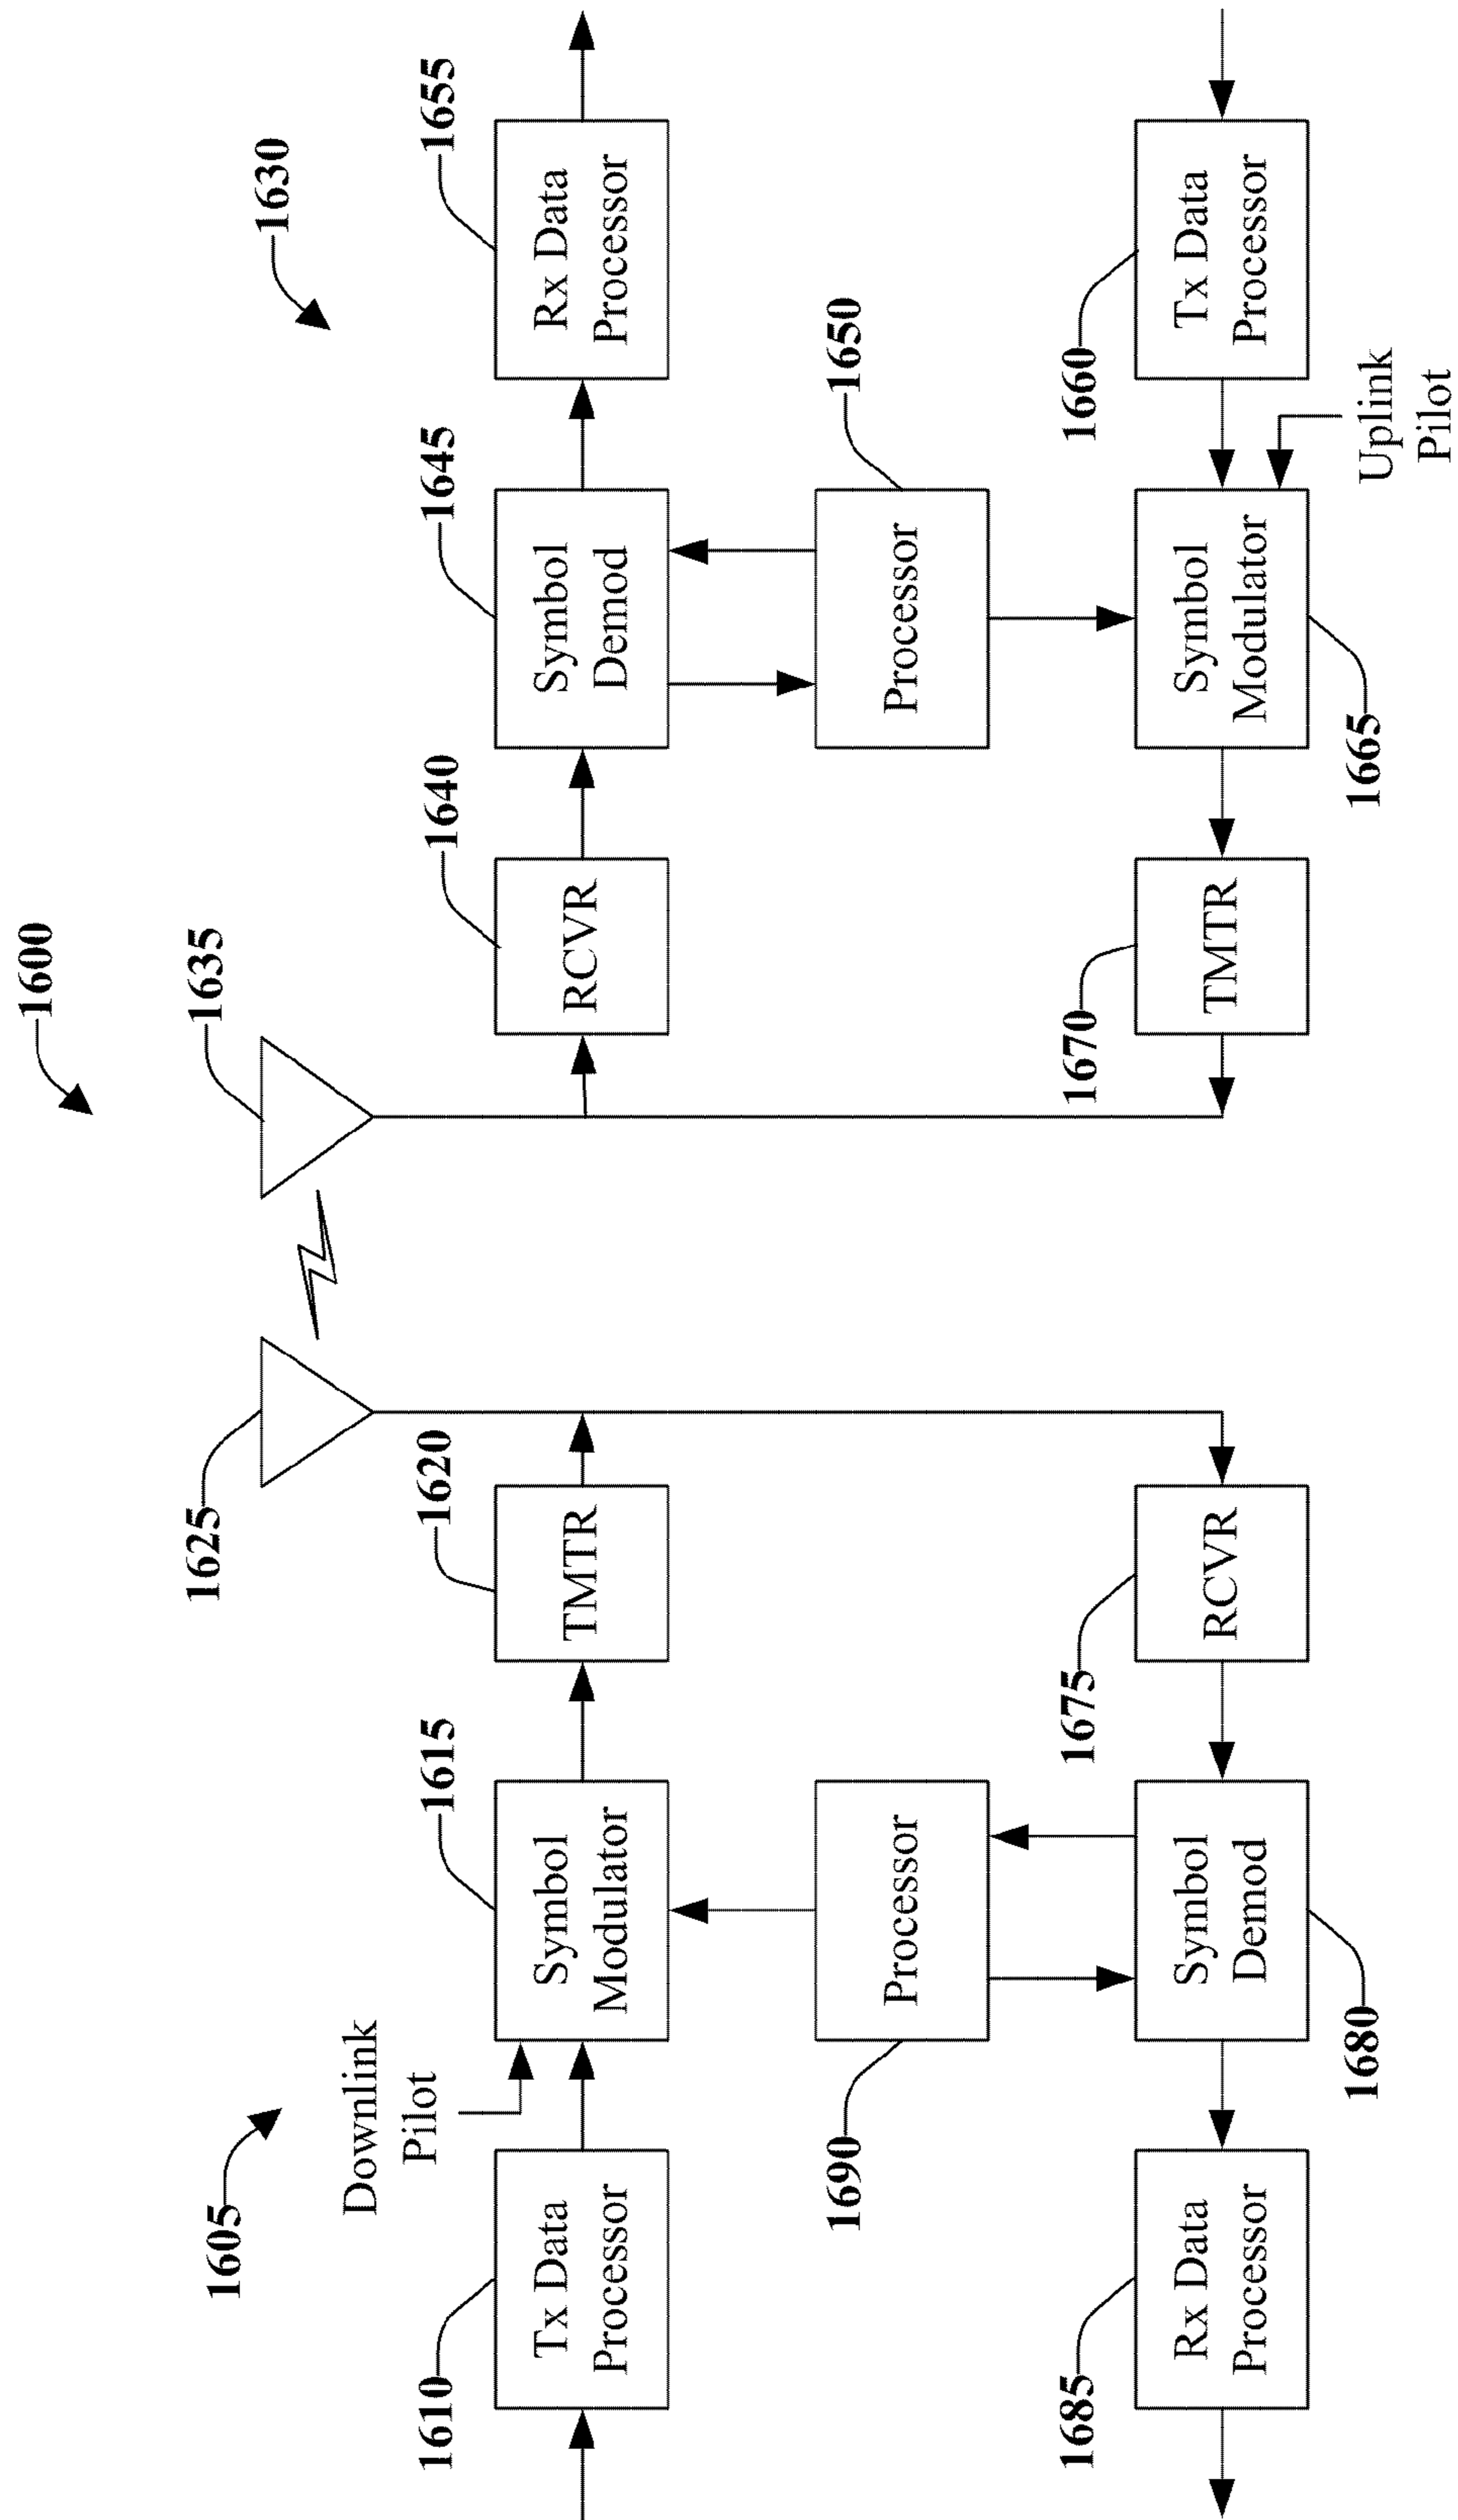 1600
1605
1625
1635
1630
Downlink
Pilot
1610
1615
1620
1640
1645
1655
Tx Data
Processor
Symbol
Modulator
TMTR
RCVR
Symbol
Demod
Rx Data
Processor
1690
1650
Processor
Processor
1685
1675
1670
1660
Rx Data
Processor
Symbol
Demod
RCVR
TMTR
Symbol
Modulator
Tx Data
Processor
1680
1665
Uplink
Pilot